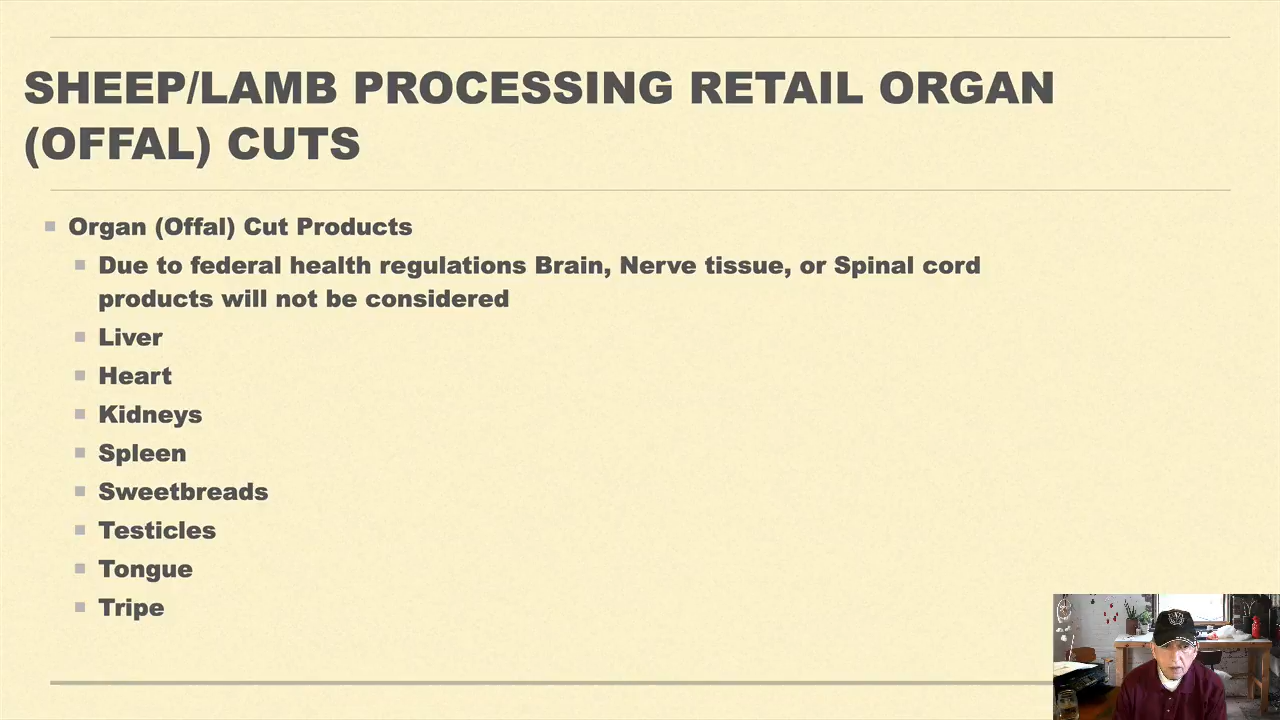 SHEEP/LAMB PROCESSING RETAIL ORGAN
(OFFAL) CUTS
Organ (Offal) Cut Products
Due to federal health regulations Brain, Nerve tissue, or Spinal cord
products will not be considered
Liver
Heart
Kidneys
Spleen
Sweetbreads
Testicles
Tongue
Tripe